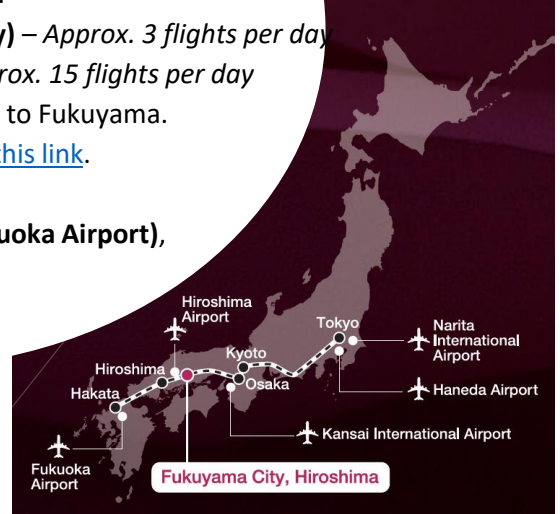 y) – Approx. 3 flights per day
rox. 15 flights per day
to Fukuyama.
this link.
uoka Airport),
Hiroshima
Airport
Tokyo
Narita
International
Airport
Kyoto
Hiroshima
Osaka
Haneda Airport
Hakata
Kansai International Airport
Fukuoka
Airport
Fukuyama City, Hiroshima